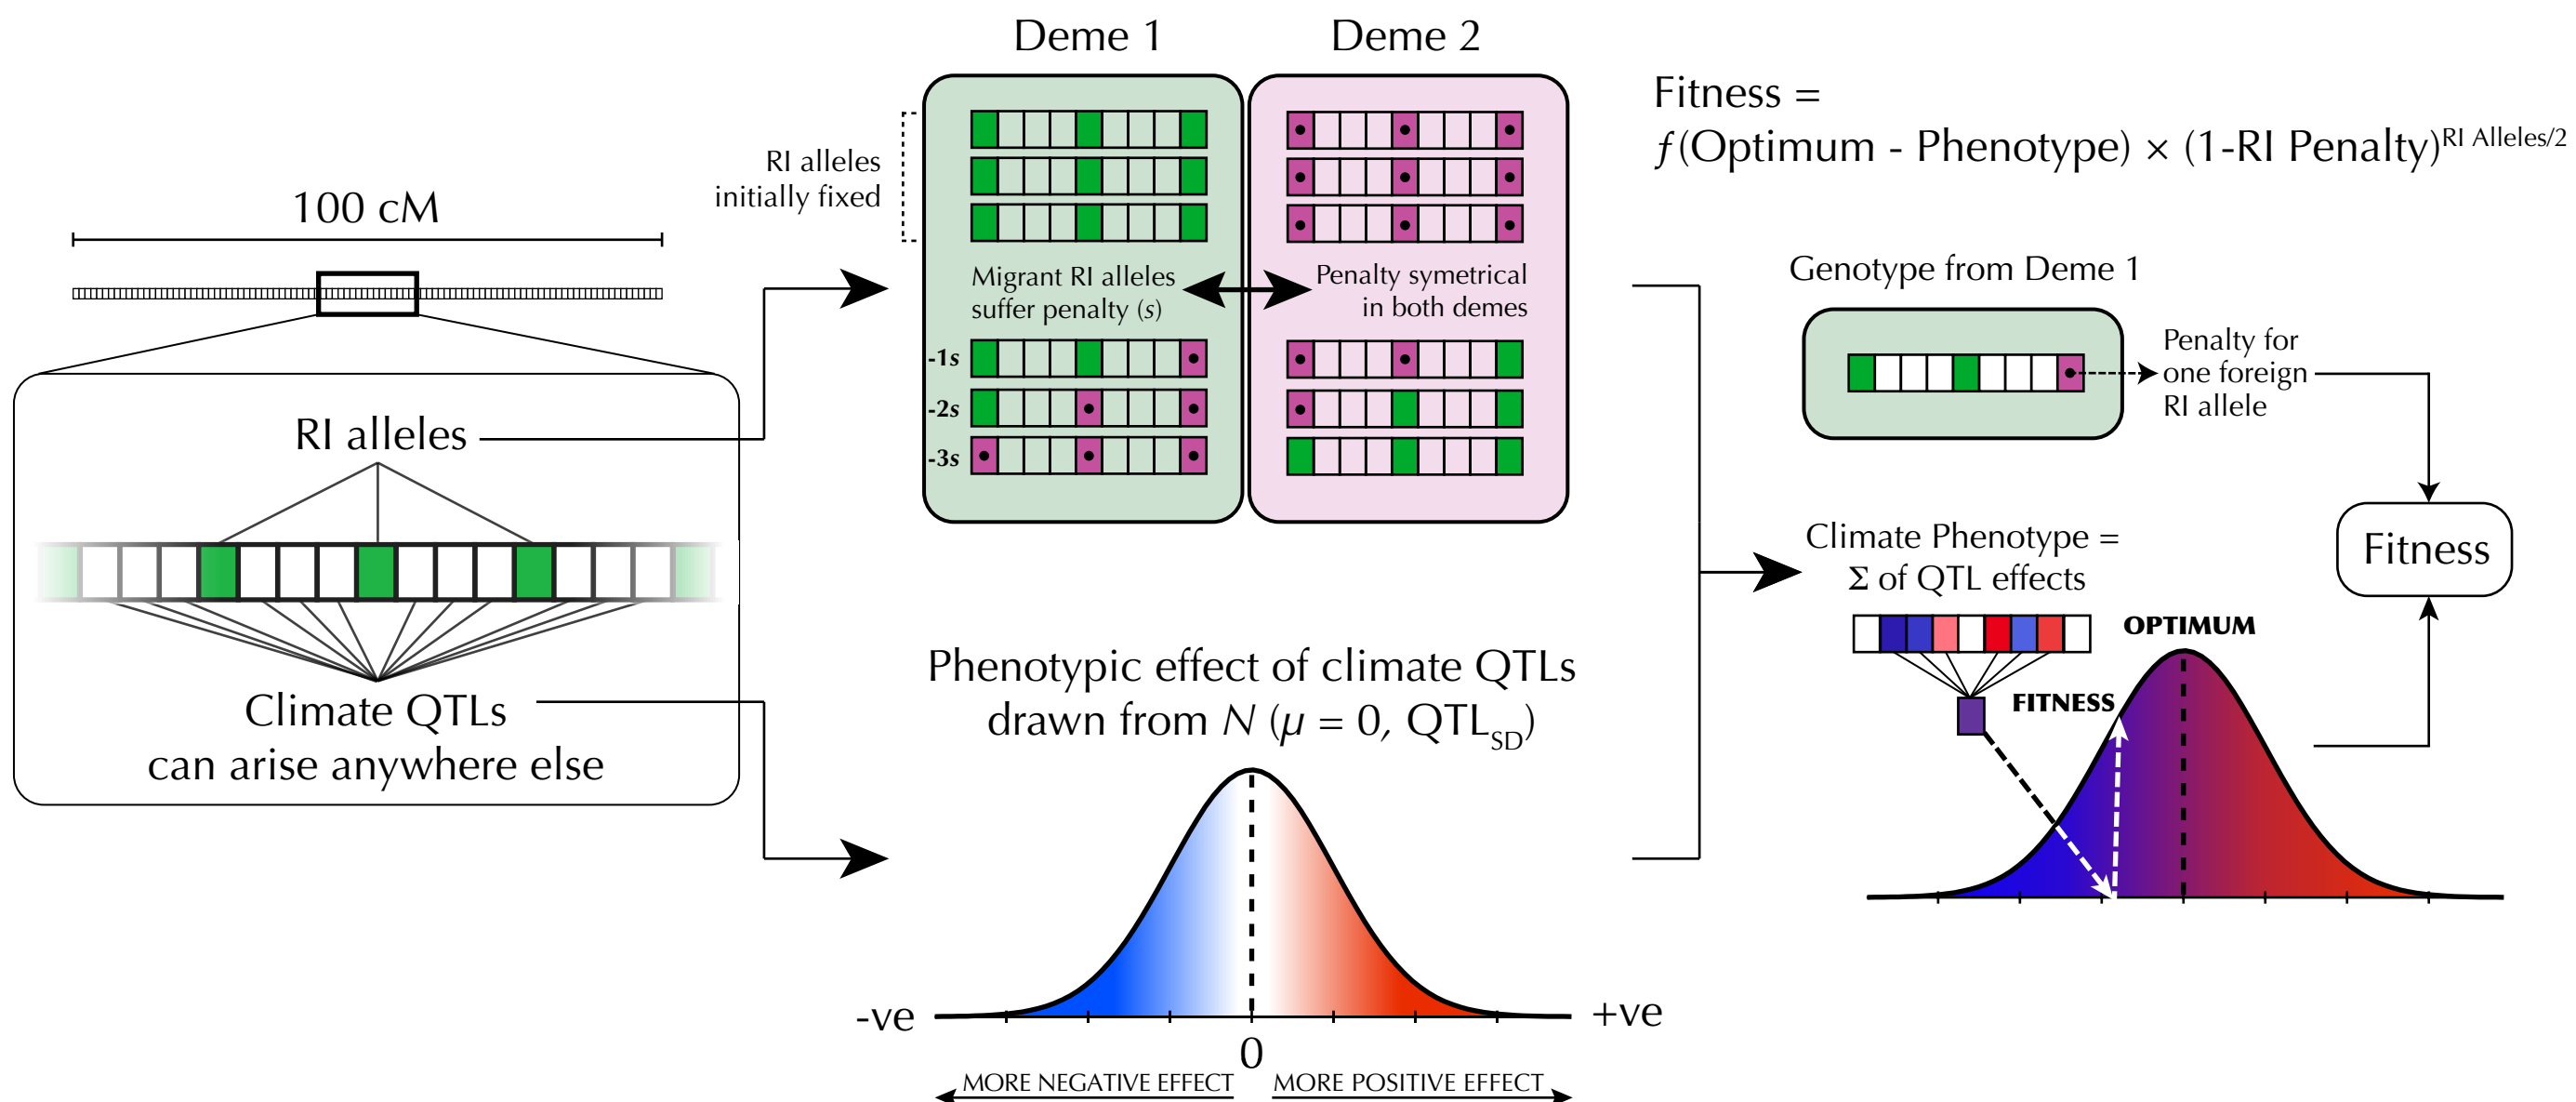 100 cM
RI alleles
Climate QTLs
can arise anywhere else
Deme 1
Deme 2
RI alleles
initially fixed
Migrant RI alleles
suffer penalty (s)
Penalty symetrical
in both demes
-1s
-2s
-3s
Phenotypic effect of climate QTLs
drawn from N (μ = 0, QTLSD)
-ve
+ve
0
MORE NEGATIVE EFFECT
MORE POSITIVE EFFECT
Fitness =
f(Optimum - Phenotype) × (1-RI Penalty)RI Alleles/2
Genotype from Deme 1
Penalty for
one foreign
RI allele
Climate Phenotype =
Σ of QTL effects
OPTIMUM
FITNESS
Fitness